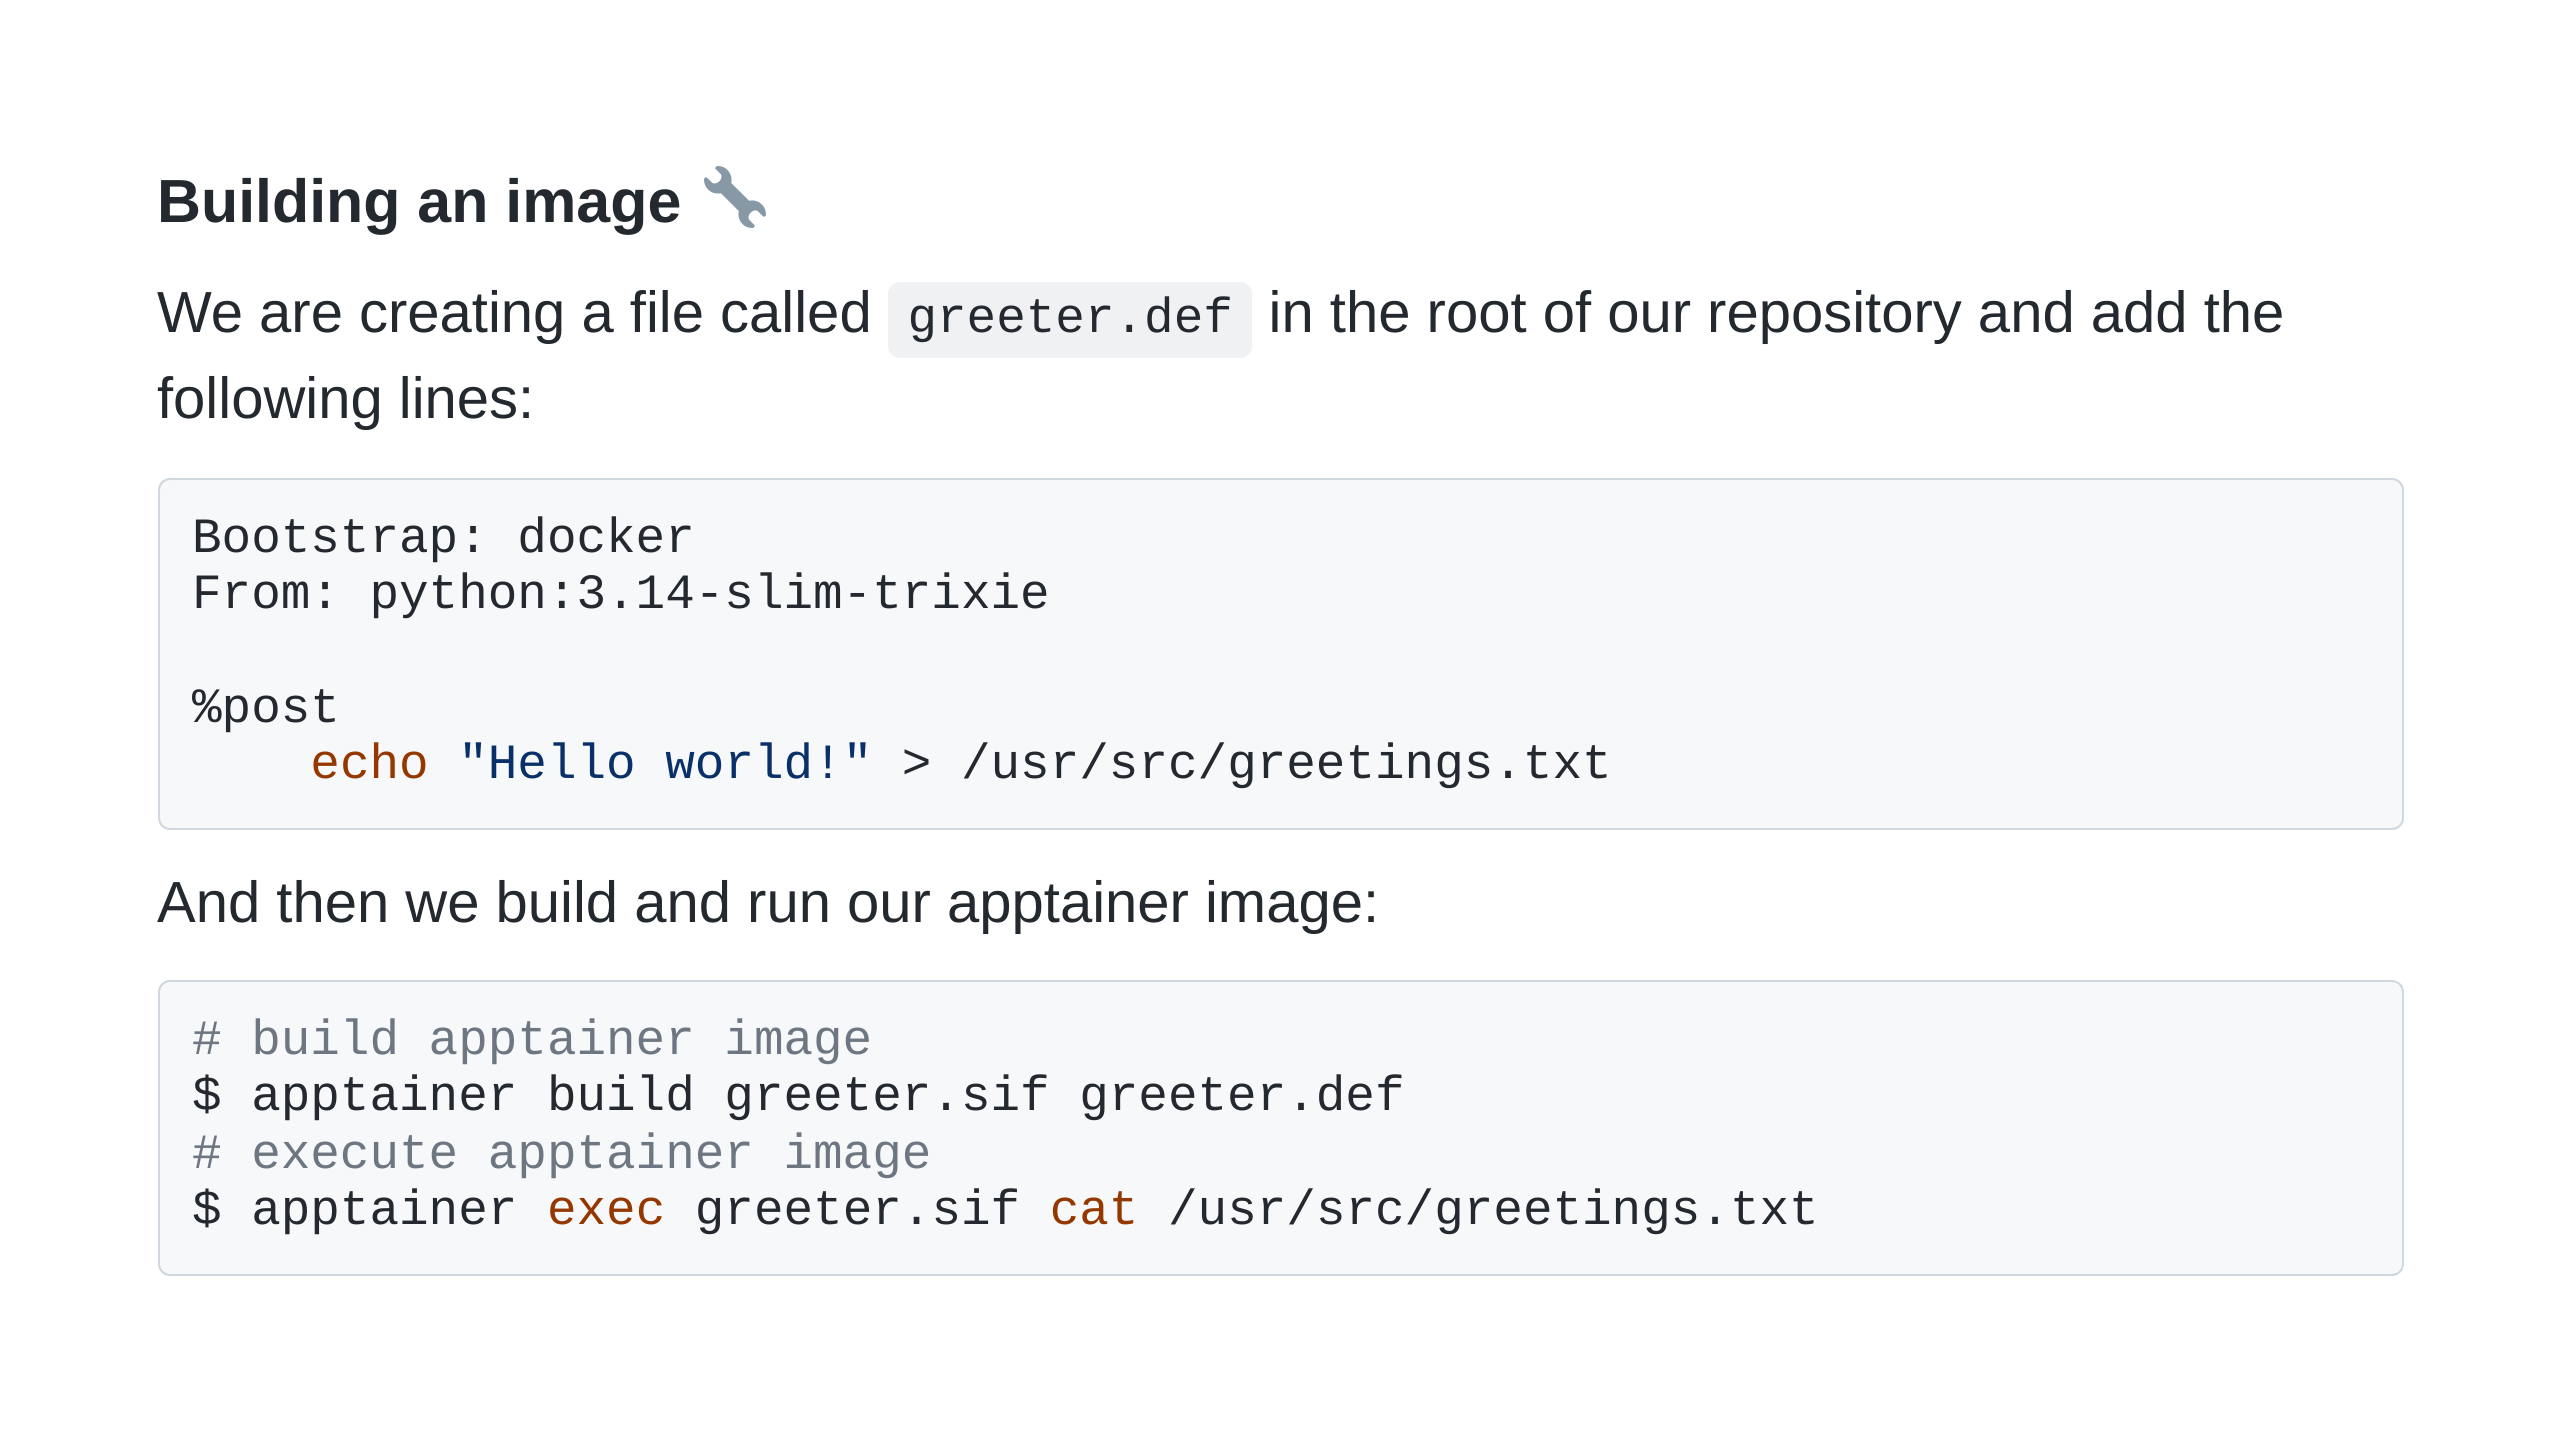 Building an image 🔧
We are creating a file called greeter.def in the root of our repository and add the
following lines:
Bootstrap: docker
From: python:3.14-slim-trixie

%post
    echo "Hello world!" > /usr/src/greetings.txt
And then we build and run our apptainer image:
# build apptainer image
$ apptainer build greeter.sif greeter.def
# execute apptainer image
$ apptainer exec greeter.sif cat /usr/src/greetings.txt